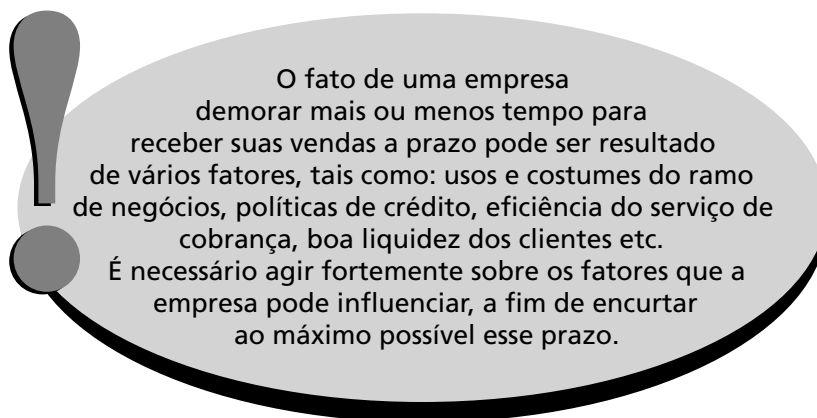 O fato de uma empresa
demorar mais ou menos tempo para
receber suas vendas a prazo pode ser resultado
de vários fatores, tais como: usos e costumes do ramo
de negócios, políticas de crédito, eficiência do serviço de
cobrança, boa liquidez dos clientes etc.
É necessário agir fortemente sobre os fatores que a
empresa pode influenciar, a fim de encurtar
ao máximo possível esse prazo.